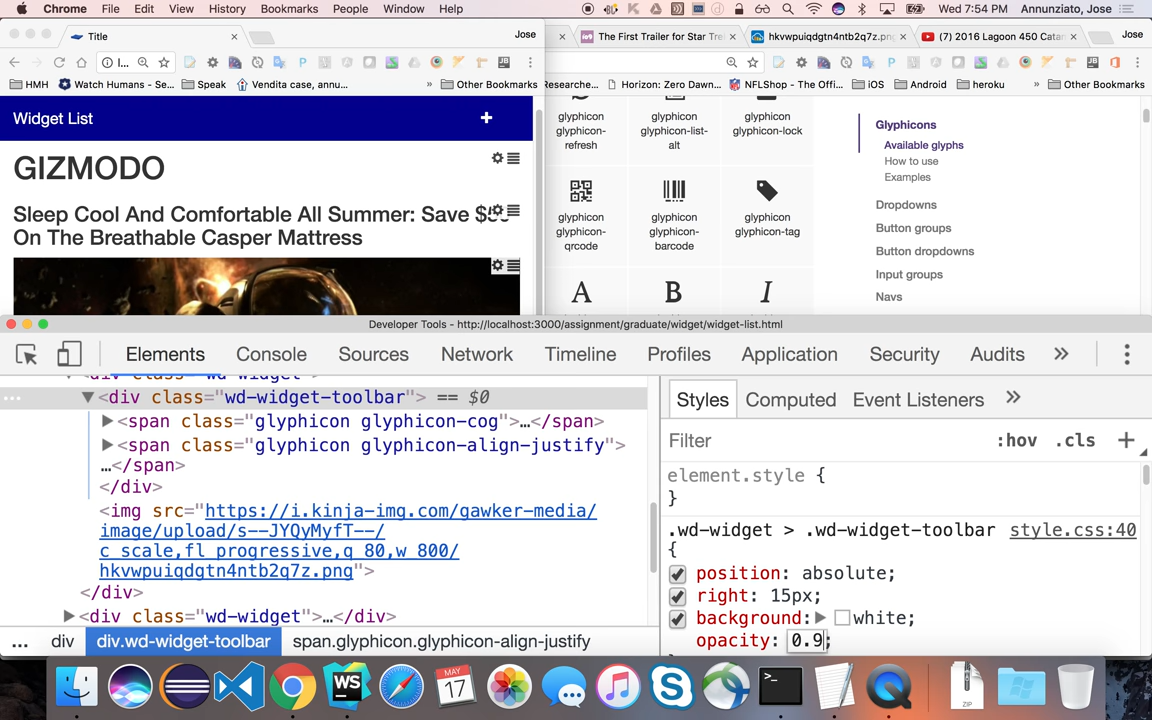 Chrome File Edit View History Bookmarks People Window Help Wed 7:54 PM Annunziato, Jose
Title Jose
The First Trailer for Star Tre hkvwpuiqdgtn4ntb2q7z.pn (7) 2016 Lagoon 450 Catam Jose
HMH Watch Humans - Se... Speak Vendita case, annu... » Other Bookmarks
Researche... Horizon: Zero Dawn... NFLShop - The Offi... iOS Android heroku » Other Bookmarks
Widget List +
GIZMODO
Sleep Cool And Comfortable All Summer: Save
On The Breathable Casper Mattress
glyphicon glyphicon glyphicon
glyphicon- glyphicon-list- glyphicon-lock
refresh alt
glyphicon glyphicon glyphicon
glyphicon- glyphicon- glyphicon-tag
qrcode barcode
A B I
Glyphicons
Available glyphs
How to use
Examples
Dropdowns
Button groups
Button dropdowns
Input groups
Navs
Developer Tools - http://localhost:3000/assignment/graduate/widget/widget-list.html
Elements Console Sources Network Timeline Profiles Application Security Audits »
<div class="wd-widget">
<div class="wd-widget-toolbar"> == $0
<span class="glyphicon glyphicon-cog">…</span>
<span class="glyphicon glyphicon-align-justify">
…</span>
</div>
<img src="https://i.kinja-img.com/gawker-media/
image/upload/s--JYQyMyfT--/
c_scale,fl_progressive,q_80,w_800/
hkvwpuiqdgtn4ntb2q7z.png">
</div>
<div class="wd-widget">…</div>
... div div.wd-widget-toolbar span.glyphicon.glyphicon-align-justify
Styles Computed Event Listeners »
Filter :hov .cls +
element.style {
}
.wd-widget > .wd-widget-toolbar style.css:40
{
position: absolute;
right: 15px;
background: white;
opacity: 0.9;
WS
MAY
17
ZIP